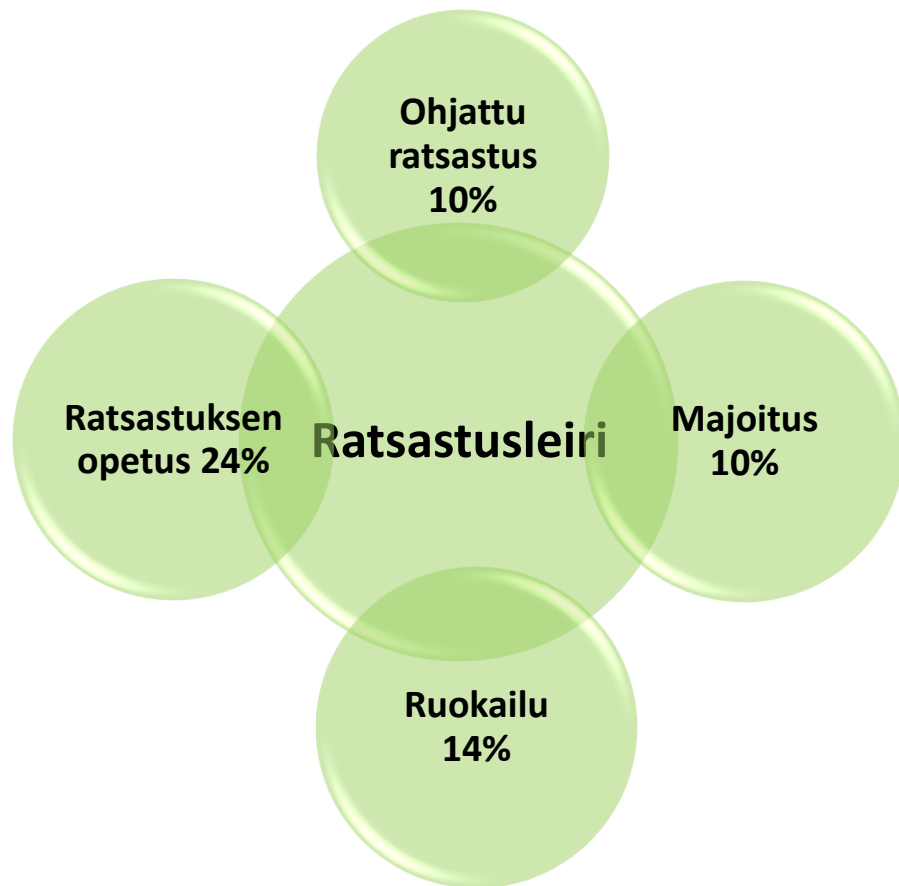 Ohjattu
ratsastus
10%
Ratsastuksen
opetus 24%
Ratsastusleiri
Majoitus
10%
Ruokailu
14%